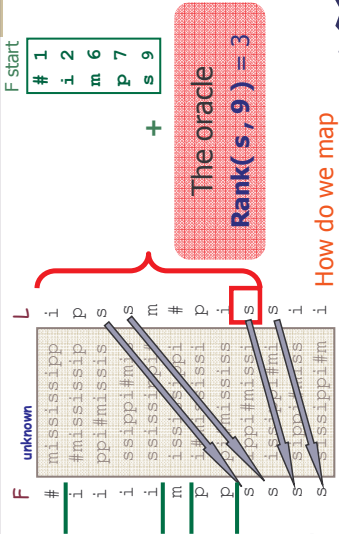 F unknown L
# mississipp i
i #mississip p
i ppi#missis s
i ssippi#mis s
i ssissippi# m
m ississippi #
p i#mississi p
p pi#mississ i
s ippi#missi s
s issippi#mi s
s sippi#miss i
s sissippi#m i
F start
# 1
i 2
m 6
p 7
s 9
+
The oracle
Rank( s , 9 ) = 3
How do we map